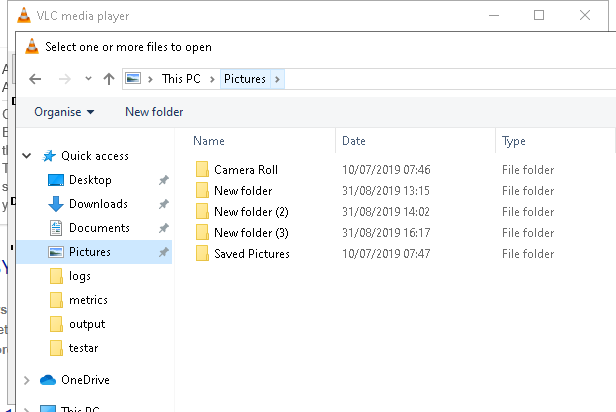 VLC media player
Select one or more files to open
This PC > Pictures >
Organise New folder
Name Date Type
Quick access
Desktop
Downloads
Documents
Pictures
logs
metrics
output
testar
OneDrive
This PC
Camera Roll 10/07/2019 07:46 File folder
New folder 31/08/2019 13:15 File folder
New folder (2) 31/08/2019 14:02 File folder
New folder (3) 31/08/2019 16:17 File folder
Saved Pictures 10/07/2019 07:47 File folder